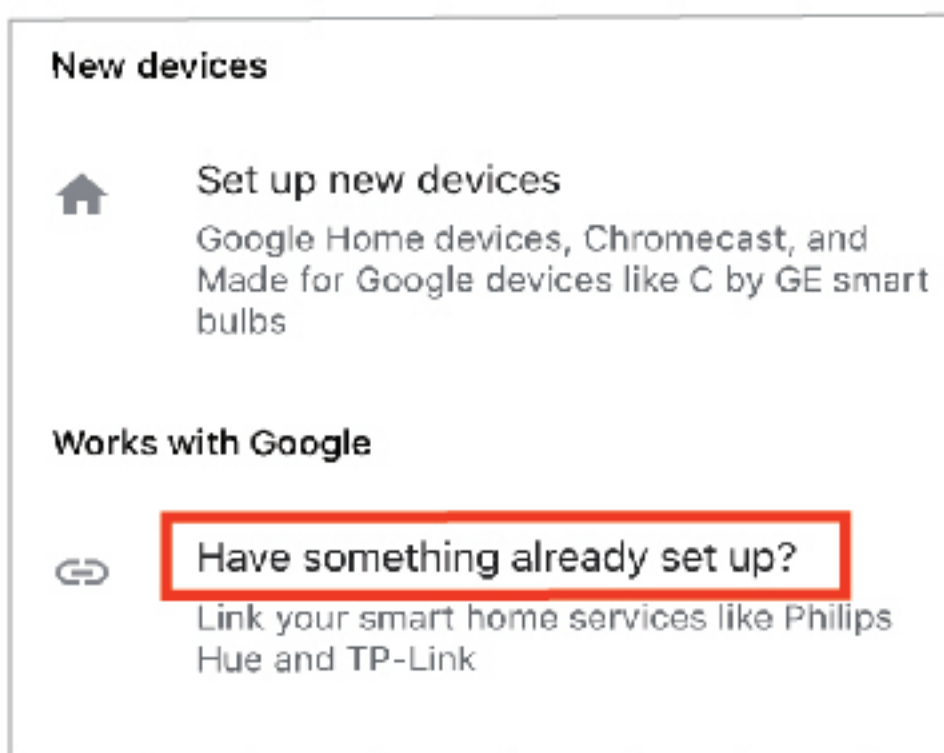 New devices
Set up new devices
Google Home devices, Chromecast, and
Made for Google devices like C by GE smart
bulbs
Works with Google
Have something already set up?
Link your smart home services like Philips
Hue and TP-Link